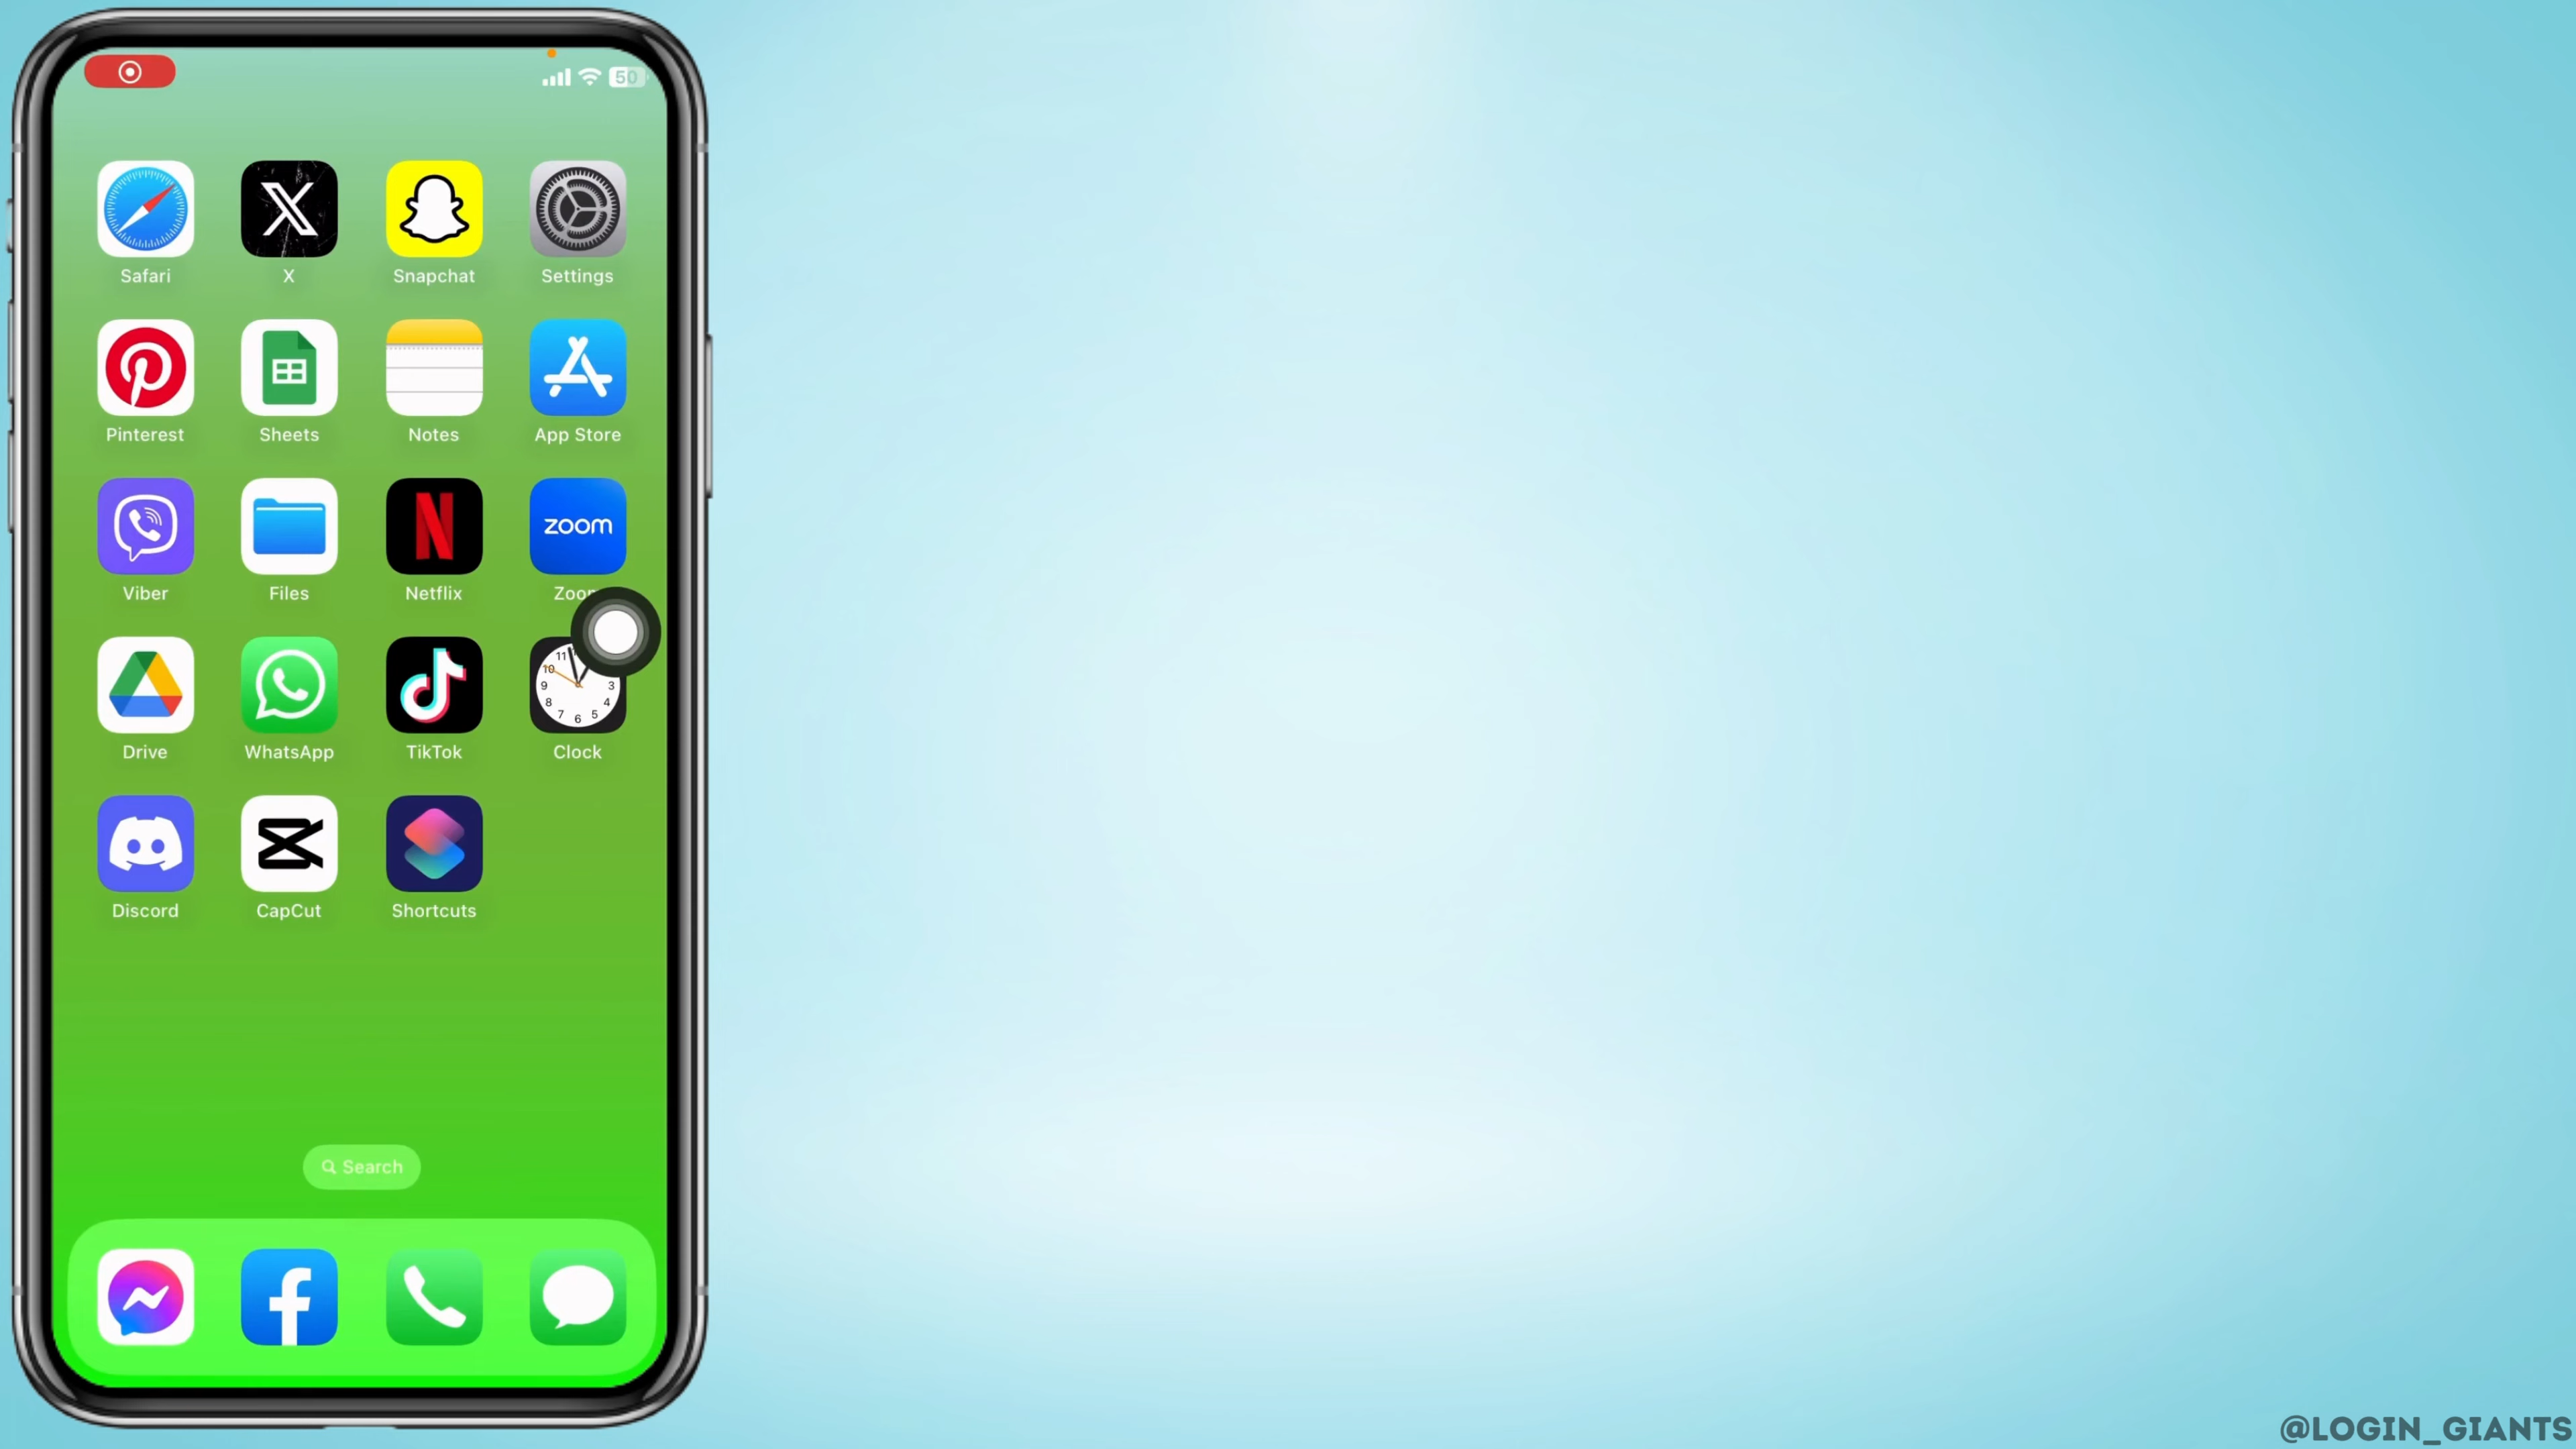 50
Safari X Snapchat Settings
Pinterest Sheets Notes App Store
zoom
Viber Files Netflix
Drive WhatsApp TikTok Clock
Discord CapCut Shortcuts
Search
@LOGIN_GIANTS